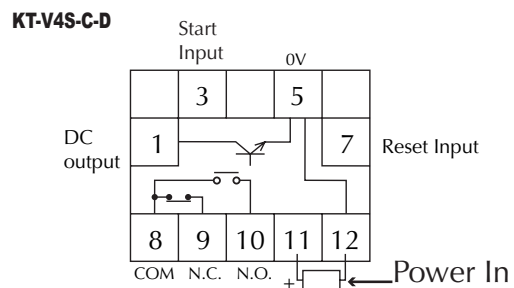 KT-V4S-C-D
Start
Input
0V
3
5
DC
output
1
7
Reset Input
8
9
10
11
12
COM
N.C.
N.O.
+
Power In